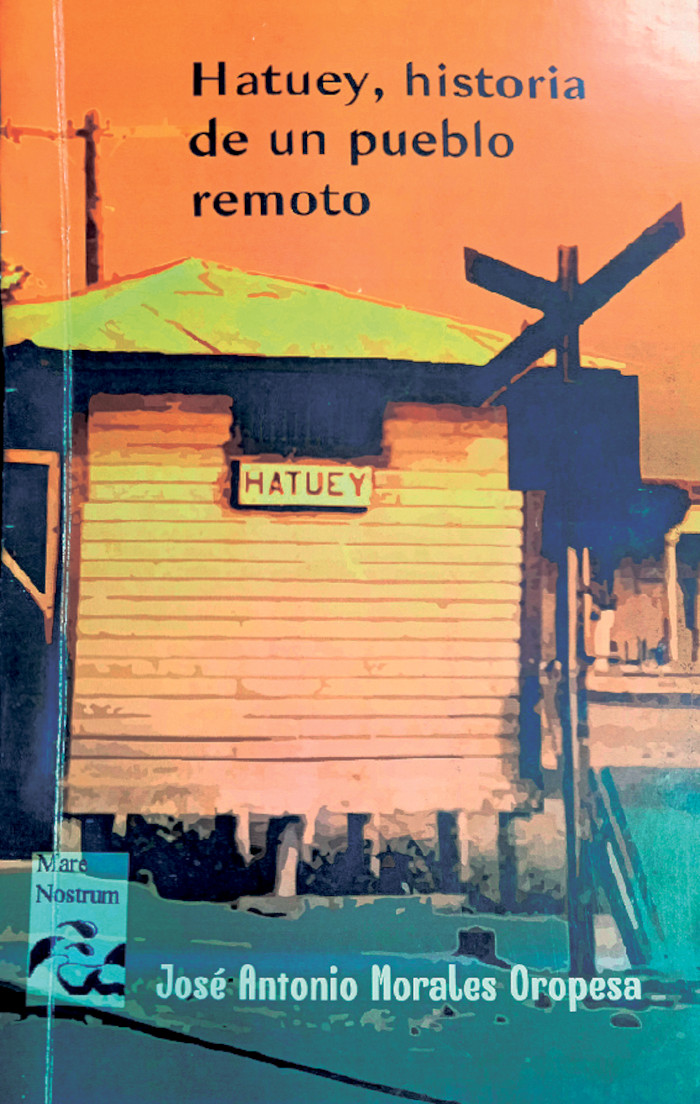 Hatuey, historia
de un pueblo
remoto
HATUEY
Mare
Nostrum
José Antonio Morales Oropesa